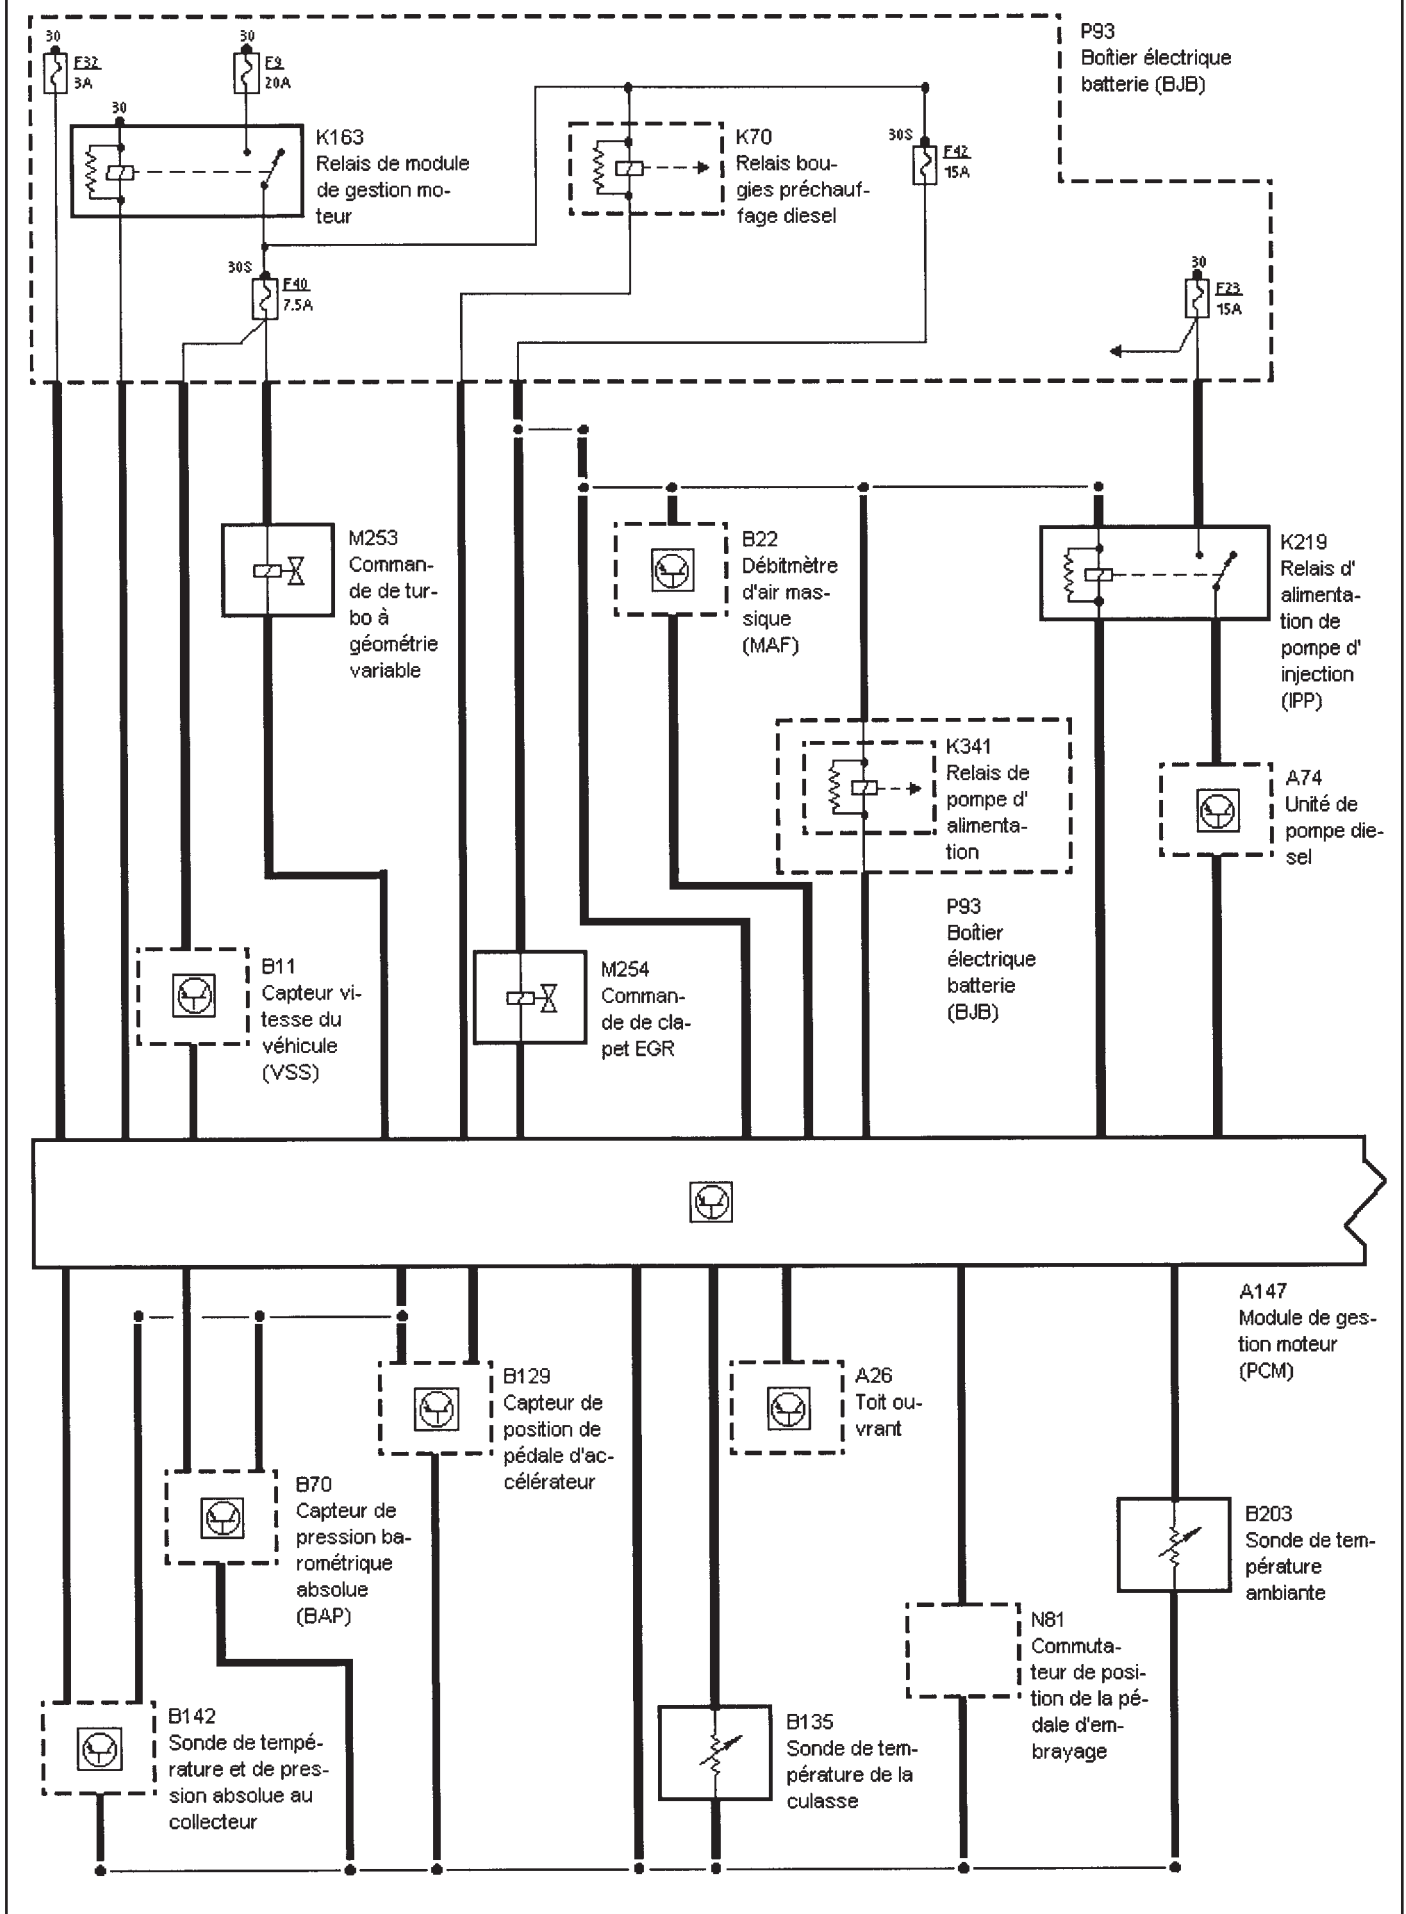 P93
Boîtier électrique
batterie (BJB)
30
F32
3A
30
F9
20A
30
K163
Relais de module
de gestion mo-
teur
K70
Relais bou-
gies préchauf-
fage diesel
30S
F42
15A
30S
F40
7.5A
30
F23
15A
M253
Comman-
de de tur-
bo à
géométrie
variable
B22
Débitmètre
d'air mas-
sique
(MAF)
K219
Relais d'
alimenta-
tion de
pompe d'
injection
(IPP)
K341
Relais de
pompe d'
alimenta-
tion
A74
Unité de
pompe die-
sel
P93
Boîtier
électrique
batterie
(BJB)
B11
Capteur vi-
tesse du
véhicule
(VSS)
M254
Comman-
de de cla-
pet EGR
A147
Module de ges-
tion moteur
(PCM)
B129
Capteur de
position de
pédale d'ac-
célérateur
A26
Toit ou-
vrant
B70
Capteur de
pression ba-
rométrique
absolue
(BAP)
B203
Sonde de tem-
pérature
ambiante
N81
Commuta-
teur de posi-
tion de la pé-
dale d'em-
brayage
B142
Sonde de tempé-
rature et de pres-
sion absolue au
collecteur
B135
Sonde de tem-
pérature de la
culasse